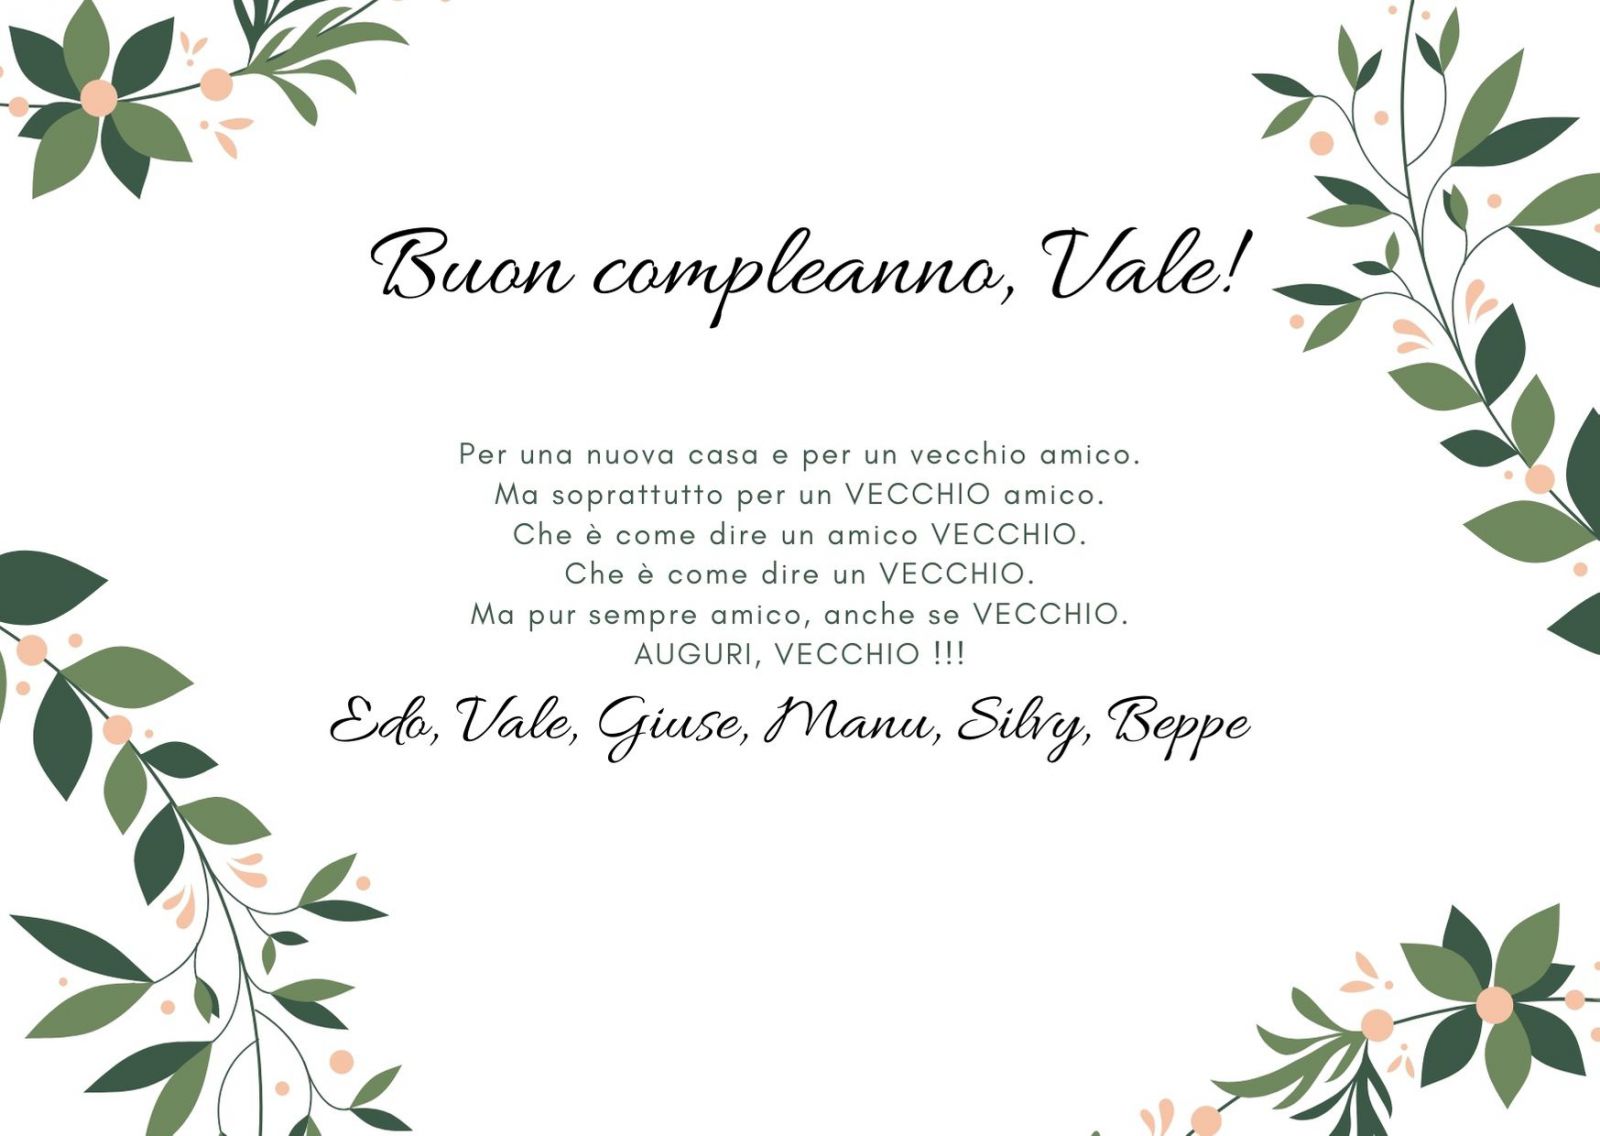 Buon compleanno, Vale!
Per una nuova casa e per un vecchio amico.
Ma soprattutto per un VECCHIO amico.
Che è come dire un amico VECCHIO.
Che è come dire un VECCHIO.
Ma pur sempre amico, anche se VECCHIO.
AUGURI, VECCHIO !!!
Edo, Vale, Giuse, Manu, Silvy, Beppe